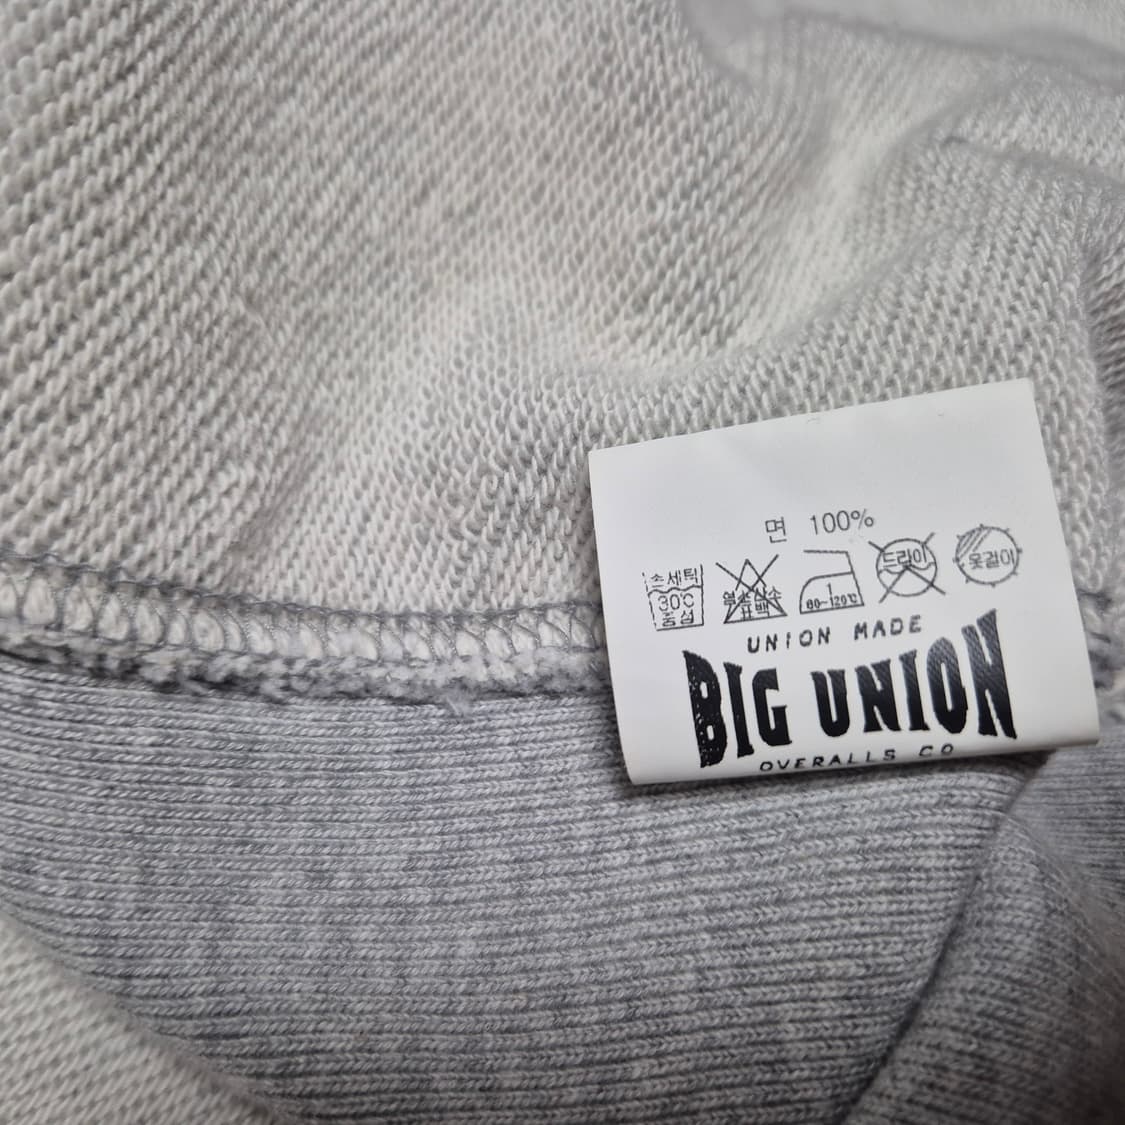 면 100%
손세탁
30℃
중성
염소산소
표백
80~120℃
드라이
옷걸이
UNION MADE
BIG UNION
OVERALLS CO